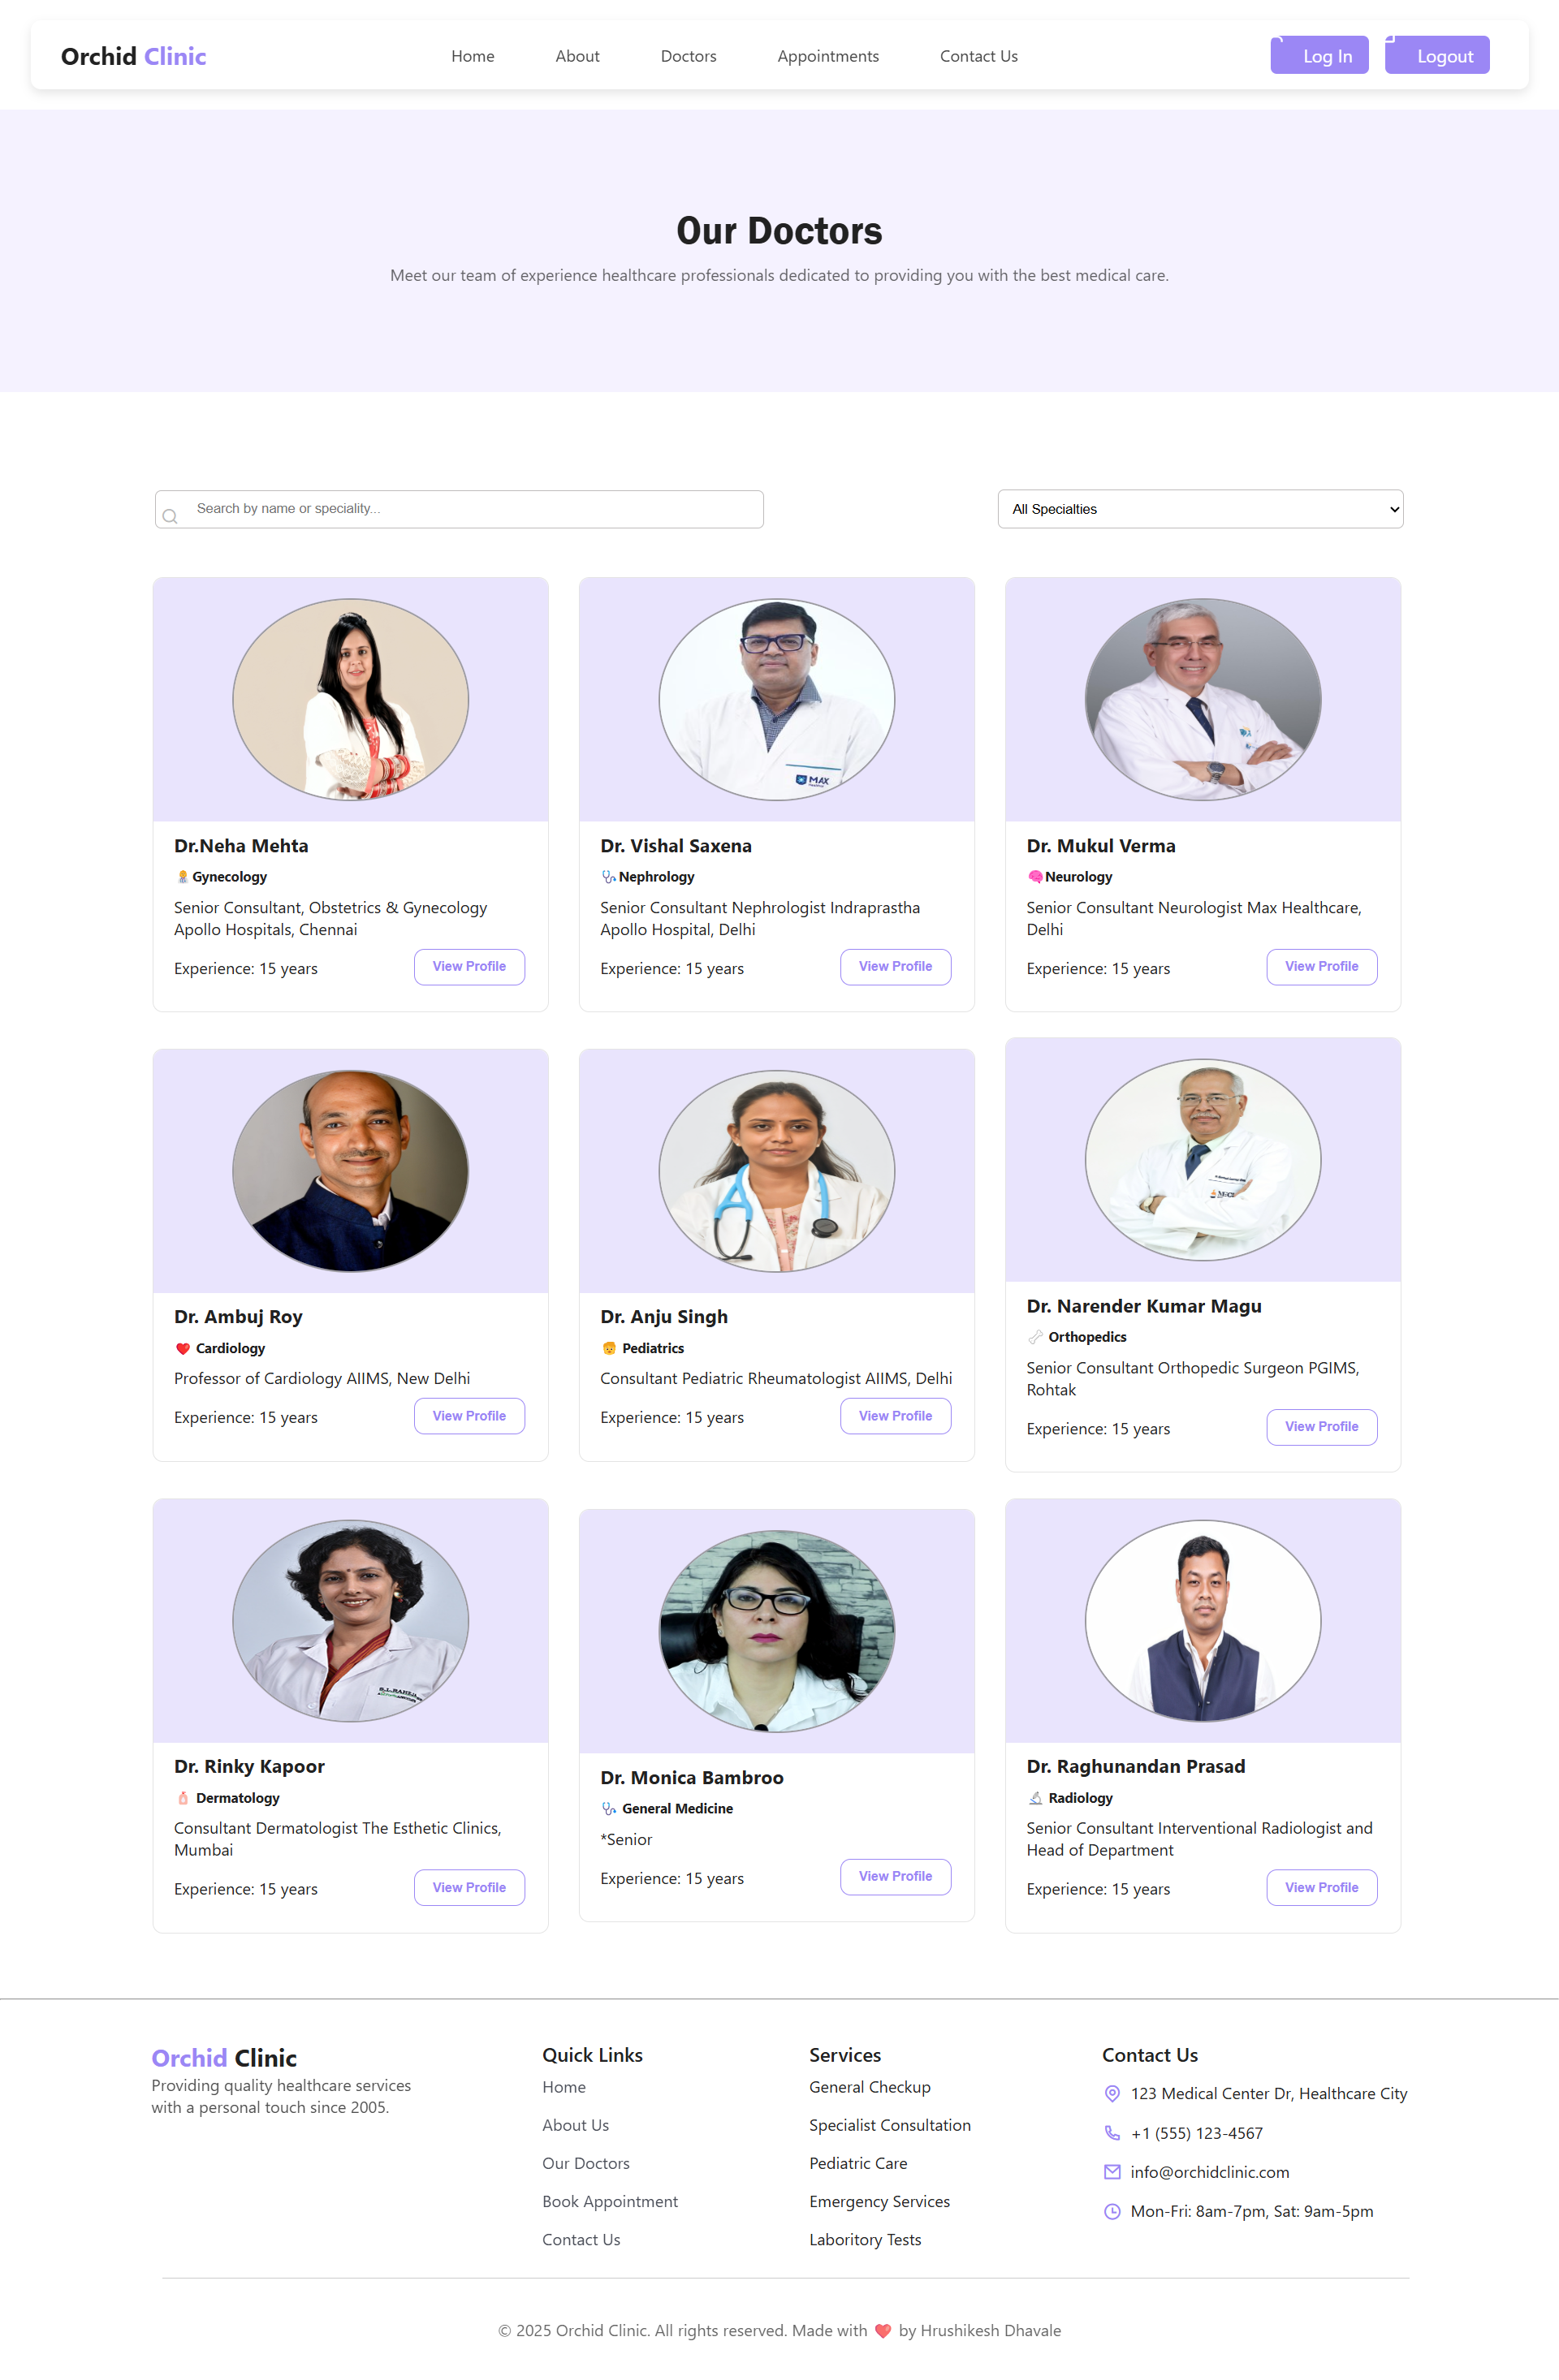 Orchid Clinic
Home
About
Doctors
Appointments
Contact Us
Log In
Logout
Our Doctors
Meet our team of experience healthcare professionals dedicated to providing you with the best medical care.
Search by name or speciality...
All Specialties
MAX
Dr.Neha Mehta
Gynecology
Senior Consultant, Obstetrics & Gynecology
Apollo Hospitals, Chennai
Experience: 15 years
View Profile
Dr. Vishal Saxena
Nephrology
Senior Consultant Nephrologist Indraprastha
Apollo Hospital, Delhi
Experience: 15 years
View Profile
Dr. Mukul Verma
Neurology
Senior Consultant Neurologist Max Healthcare,
Delhi
Experience: 15 years
View Profile
Dr. Ambuj Roy
Cardiology
Professor of Cardiology AIIMS, New Delhi
Experience: 15 years
View Profile
Dr. Anju Singh
Pediatrics
Consultant Pediatric Rheumatologist AIIMS, Delhi
Experience: 15 years
View Profile
Dr. Narender Kumar Magu
Orthopedics
Senior Consultant Orthopedic Surgeon PGIMS,
Rohtak
Experience: 15 years
View Profile
Dr. Rinky Kapoor
Dermatology
Consultant Dermatologist The Esthetic Clinics,
Mumbai
Experience: 15 years
View Profile
Dr. Monica Bambroo
General Medicine
*Senior
Experience: 15 years
View Profile
Dr. Raghunandan Prasad
Radiology
Senior Consultant Interventional Radiologist and
Head of Department
Experience: 15 years
View Profile
Orchid Clinic
Providing quality healthcare services
with a personal touch since 2005.
Quick Links
Home
About Us
Our Doctors
Book Appointment
Contact Us
Services
General Checkup
Specialist Consultation
Pediatric Care
Emergency Services
Laboritory Tests
Contact Us
123 Medical Center Dr, Healthcare City
+1 (555) 123-4567
info@orchidclinic.com
Mon-Fri: 8am-7pm, Sat: 9am-5pm
© 2025 Orchid Clinic. All rights reserved. Made with ❤️ by Hrushikesh Dhavale